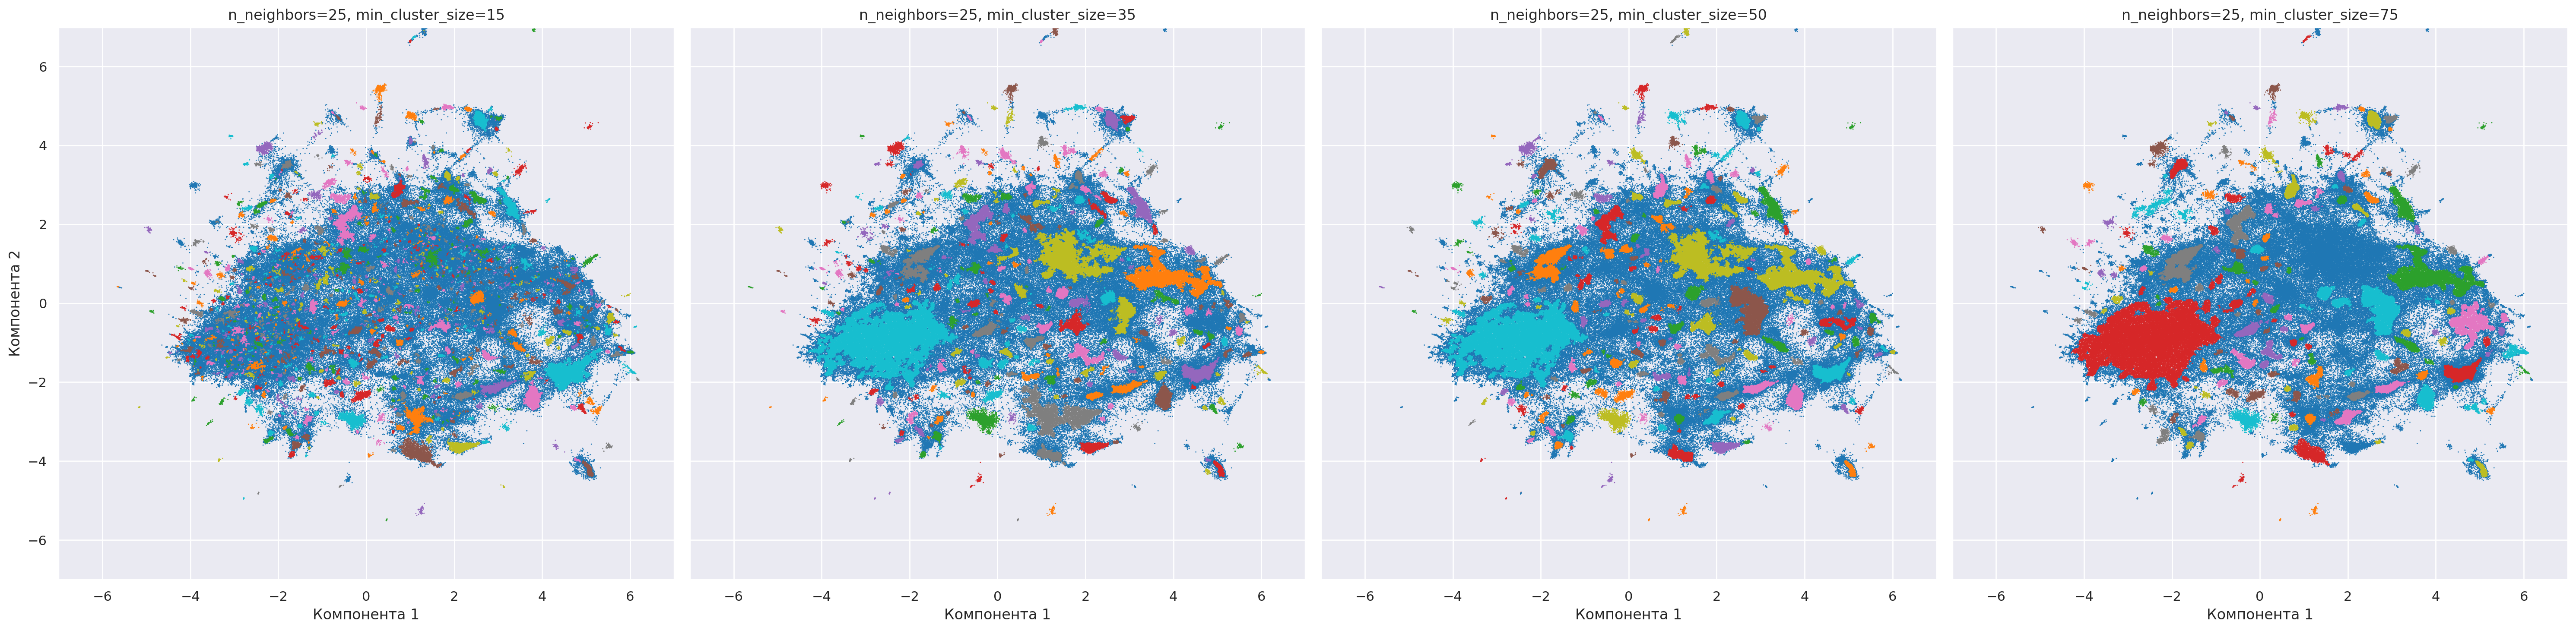 n_neighbors=25, min_cluster_size=15
n_neighbors=25, min_cluster_size=35
n_neighbors=25, min_cluster_size=50
n_neighbors=25, min_cluster_size=75
Компонента 2
6
4
2
0
−2
−4
−6
−6 −4 −2 0 2 4 6
−6 −4 −2 0 2 4 6
−6 −4 −2 0 2 4 6
−6 −4 −2 0 2 4 6
Компонента 1
Компонента 1
Компонента 1
Компонента 1